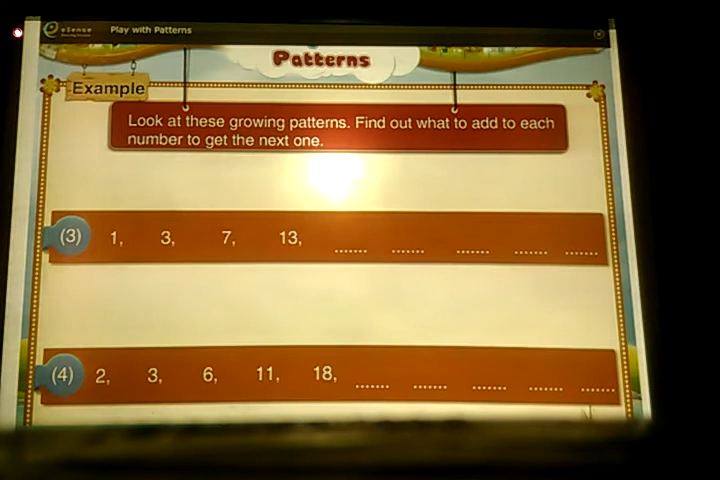 eSense Play with Patterns
Patterns
Example
Look at these growing patterns. Find out what to add to each
number to get the next one.
(3) 1, 3, 7, 13, ....... ....... ....... ....... .......
(4) 2, 3, 6, 11, 18, ....... ....... ....... ....... .......